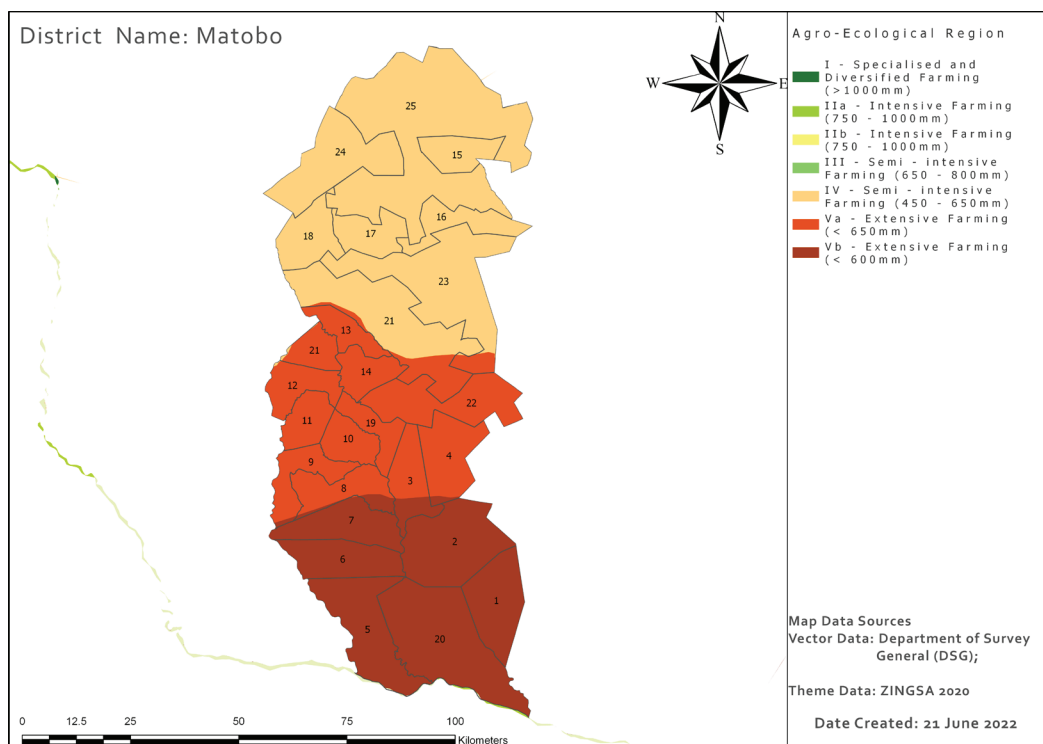 District Name: Matobo
N
W
E
S
Agro-Ecological Region
I - Specialised and
Diversified Farming
(>1000mm)
IIa - Intensive Farming
(750 - 1000mm)
IIb - Intensive Farming
(750 - 1000mm)
III - Semi - intensive
Farming (650 - 800mm)
IV - Semi - intensive
Farming (450 - 650mm)
Va - Extensive Farming
(< 650mm)
Vb - Extensive Farming
(< 600mm)
25
24
15
16
17
18
23
21
13
21
14
12
22
11
19
10
4
9
3
8
7
2
6
1
5
20
Map Data Sources
Vector Data: Department of Survey
General (DSG);
Theme Data: ZINGSA 2020
Date Created: 21 June 2022
0 12.5 25 50 75 100
Kilometers